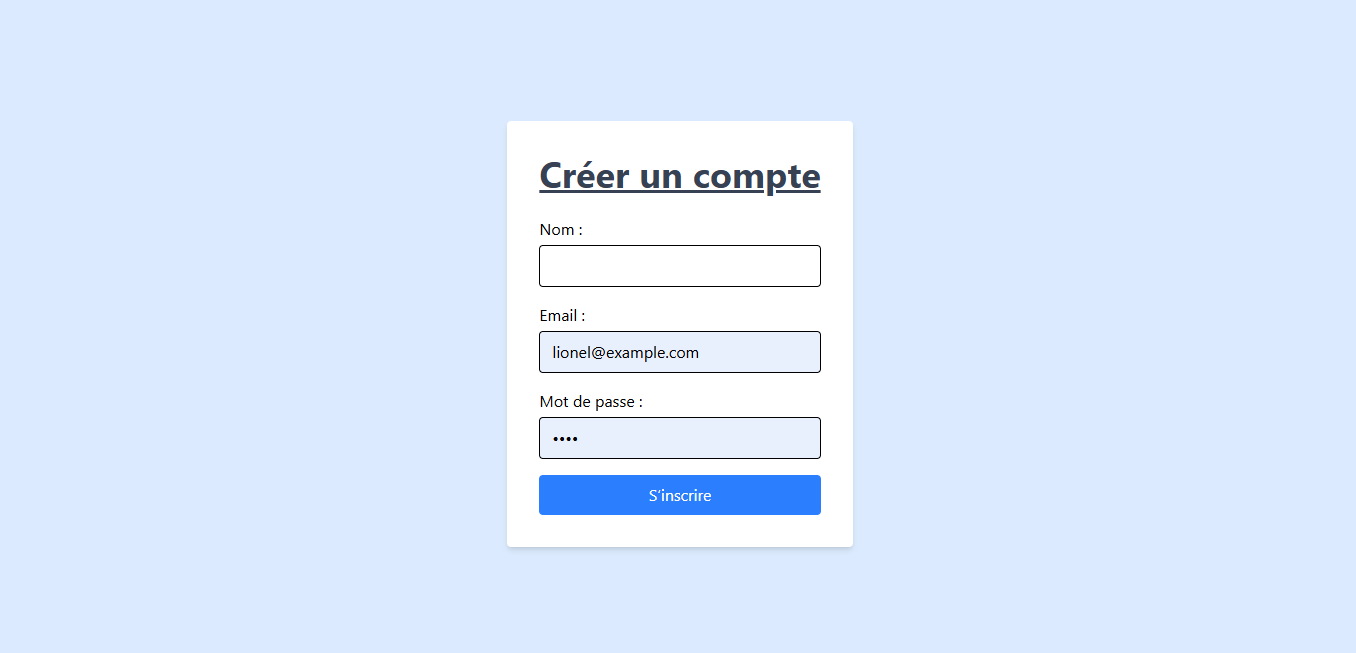 Créer un compte
Nom :
Email :
lionel@example.com
Mot de passe :
••••
S'inscrire